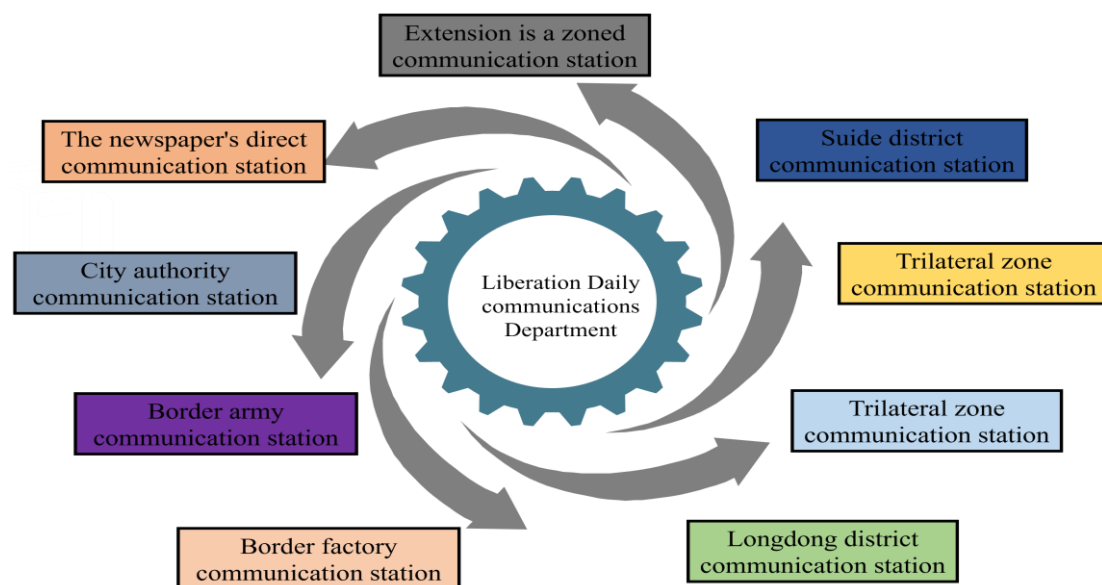 Extension is a zoned
communication station
The newspaper's direct
communication station
Suide district
communication station
City authority
communication station
Liberation Daily
communications
Department
Trilateral zone
communication station
Border army
communication station
Trilateral zone
communication station
Border factory
communication station
Longdong district
communication station